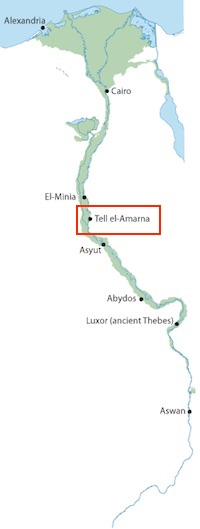 Alexandria
Cairo
El-Minia
Tell el-Amarna
Asyut
Abydos
Luxor (ancient Thebes)
Aswan